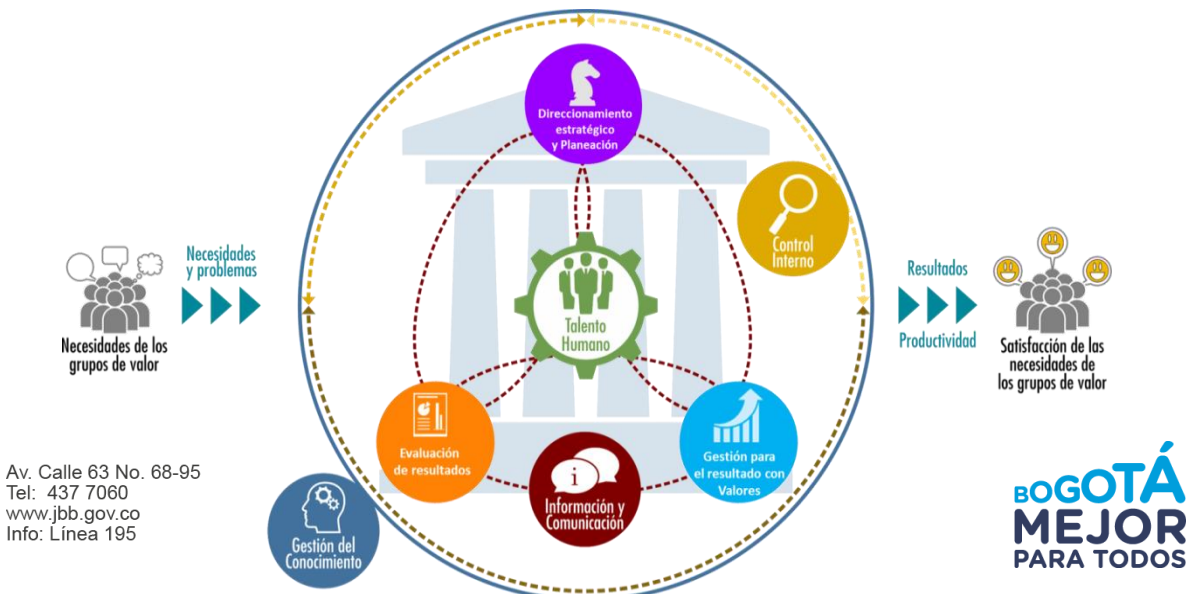 Direccionamiento
estratégico
y Planeación
Control
Interno
Necesidades
y problemas
Necesidades de los
grupos de valor
Talento
Humano
Resultados
Productividad
Satisfacción de las
necesidades de
los grupos de valor
Evaluación
de resultados
Gestión para
el resultado con
Valores
i
Información y
Comunicación
Gestión del
Conocimiento
Av. Calle 63 No. 68-95
Tel: 437 7060
www.jbb.gov.co
Info: Línea 195
BOGOTÁ
MEJOR
PARA TODOS